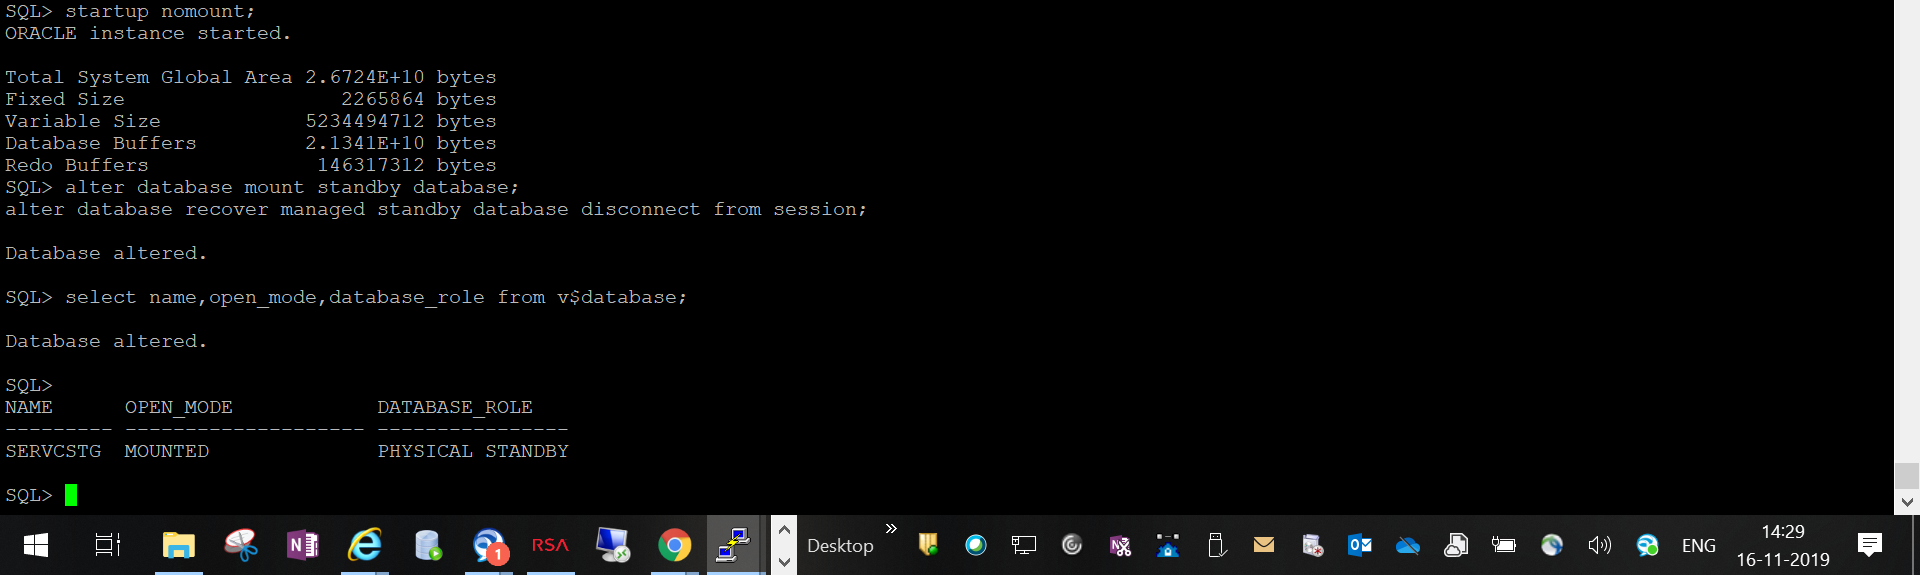 SQL> startup nomount;
ORACLE instance started.
Total System Global Area 2.6724E+10 bytes
Fixed Size                  2265864 bytes
Variable Size            5234494712 bytes
Database Buffers         2.1341E+10 bytes
Redo Buffers              146317312 bytes
SQL> alter database mount standby database;
alter database recover managed standby database disconnect from session;
Database altered.
SQL> select name,open_mode,database_role from v$database;
Database altered.
SQL>
NAME      OPEN_MODE            DATABASE_ROLE
--------- -------------------- ----------------
SERVCSTG  MOUNTED              PHYSICAL STANDBY
SQL>
1
RSA
Desktop
ENG
14:29
16-11-2019